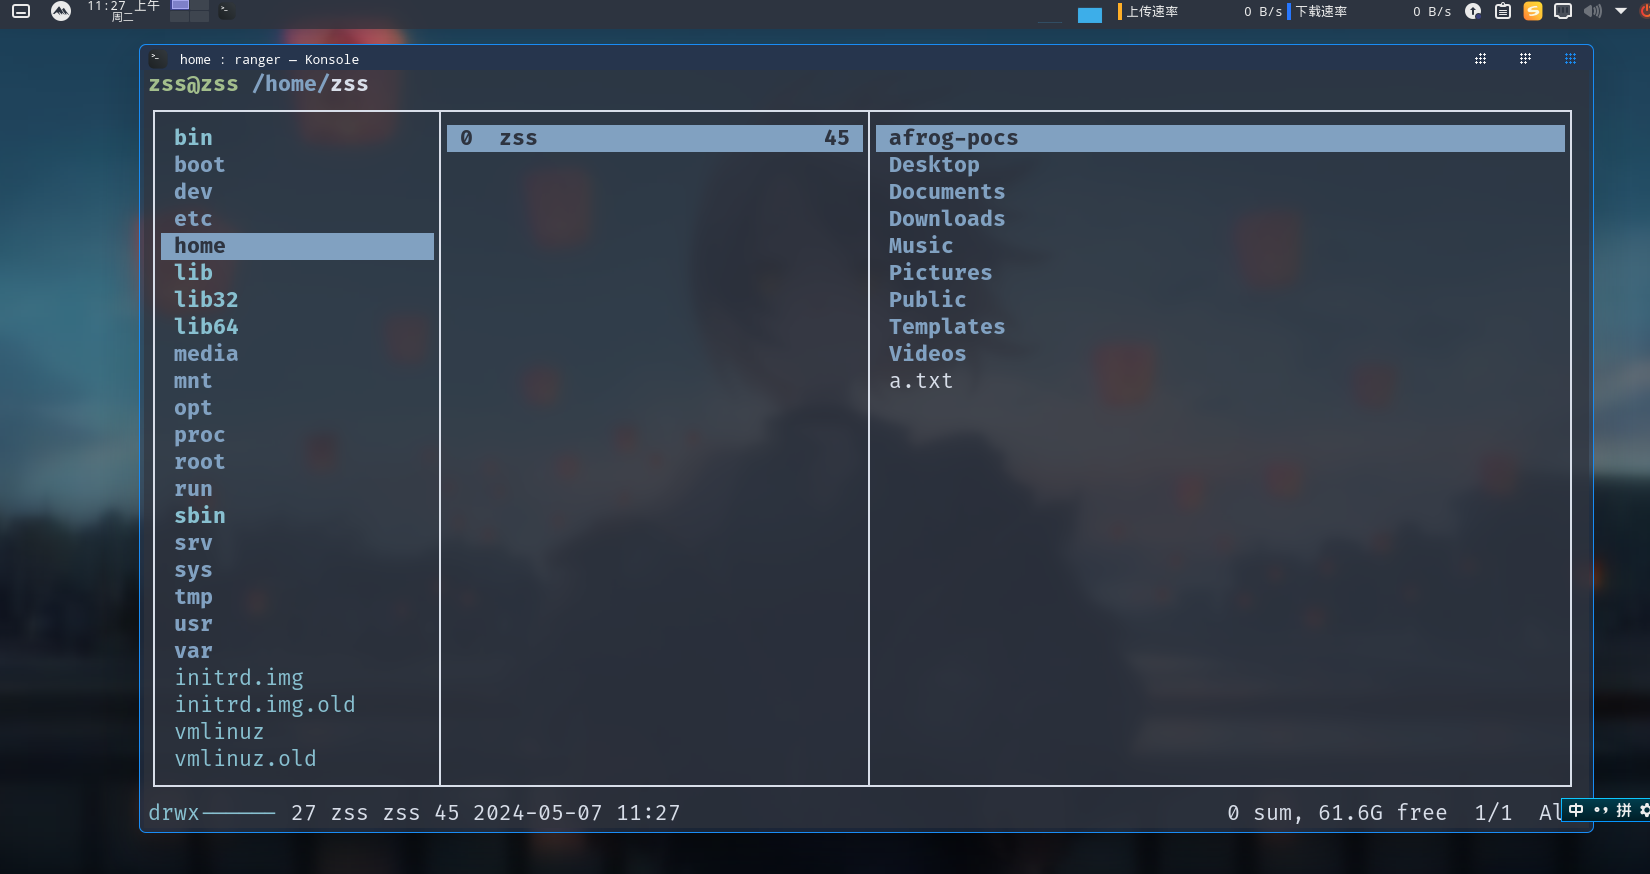 11:27 上午
周二
上传速率 0 B/s 下载速率 0 B/s
home : ranger — Konsole
zss@zss /home/zss
bin
boot
dev
etc
home
lib
lib32
lib64
media
mnt
opt
proc
root
run
sbin
srv
sys
tmp
usr
var
initrd.img
initrd.img.old
vmlinuz
vmlinuz.old
0 zss 45
afrog-pocs
Desktop
Documents
Downloads
Music
Pictures
Public
Templates
Videos
a.txt
drwx------ 27 zss zss 45 2024-05-07 11:27 0 sum, 61.6G free 1/1 Al
中 拼